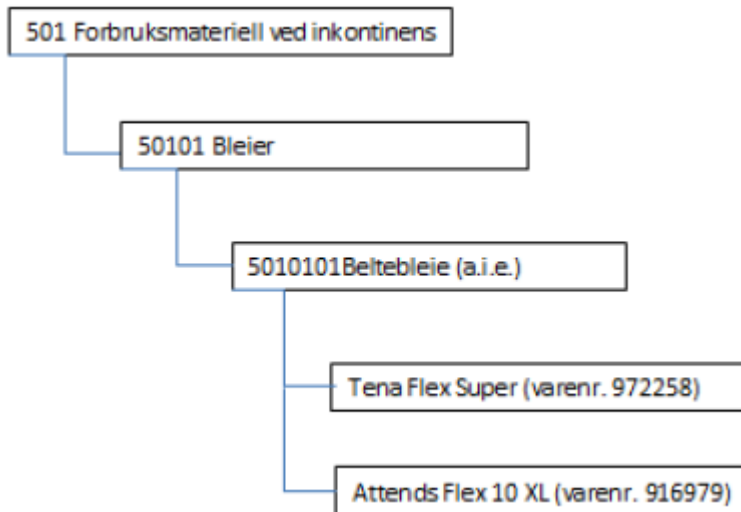 501 Forbruksmateriell ved inkontinens
50101 Bleier
5010101Beltebleie (a.i.e.)
Tena Flex Super (varenr. 972258)
Attends Flex 10 XL (varenr. 916979)